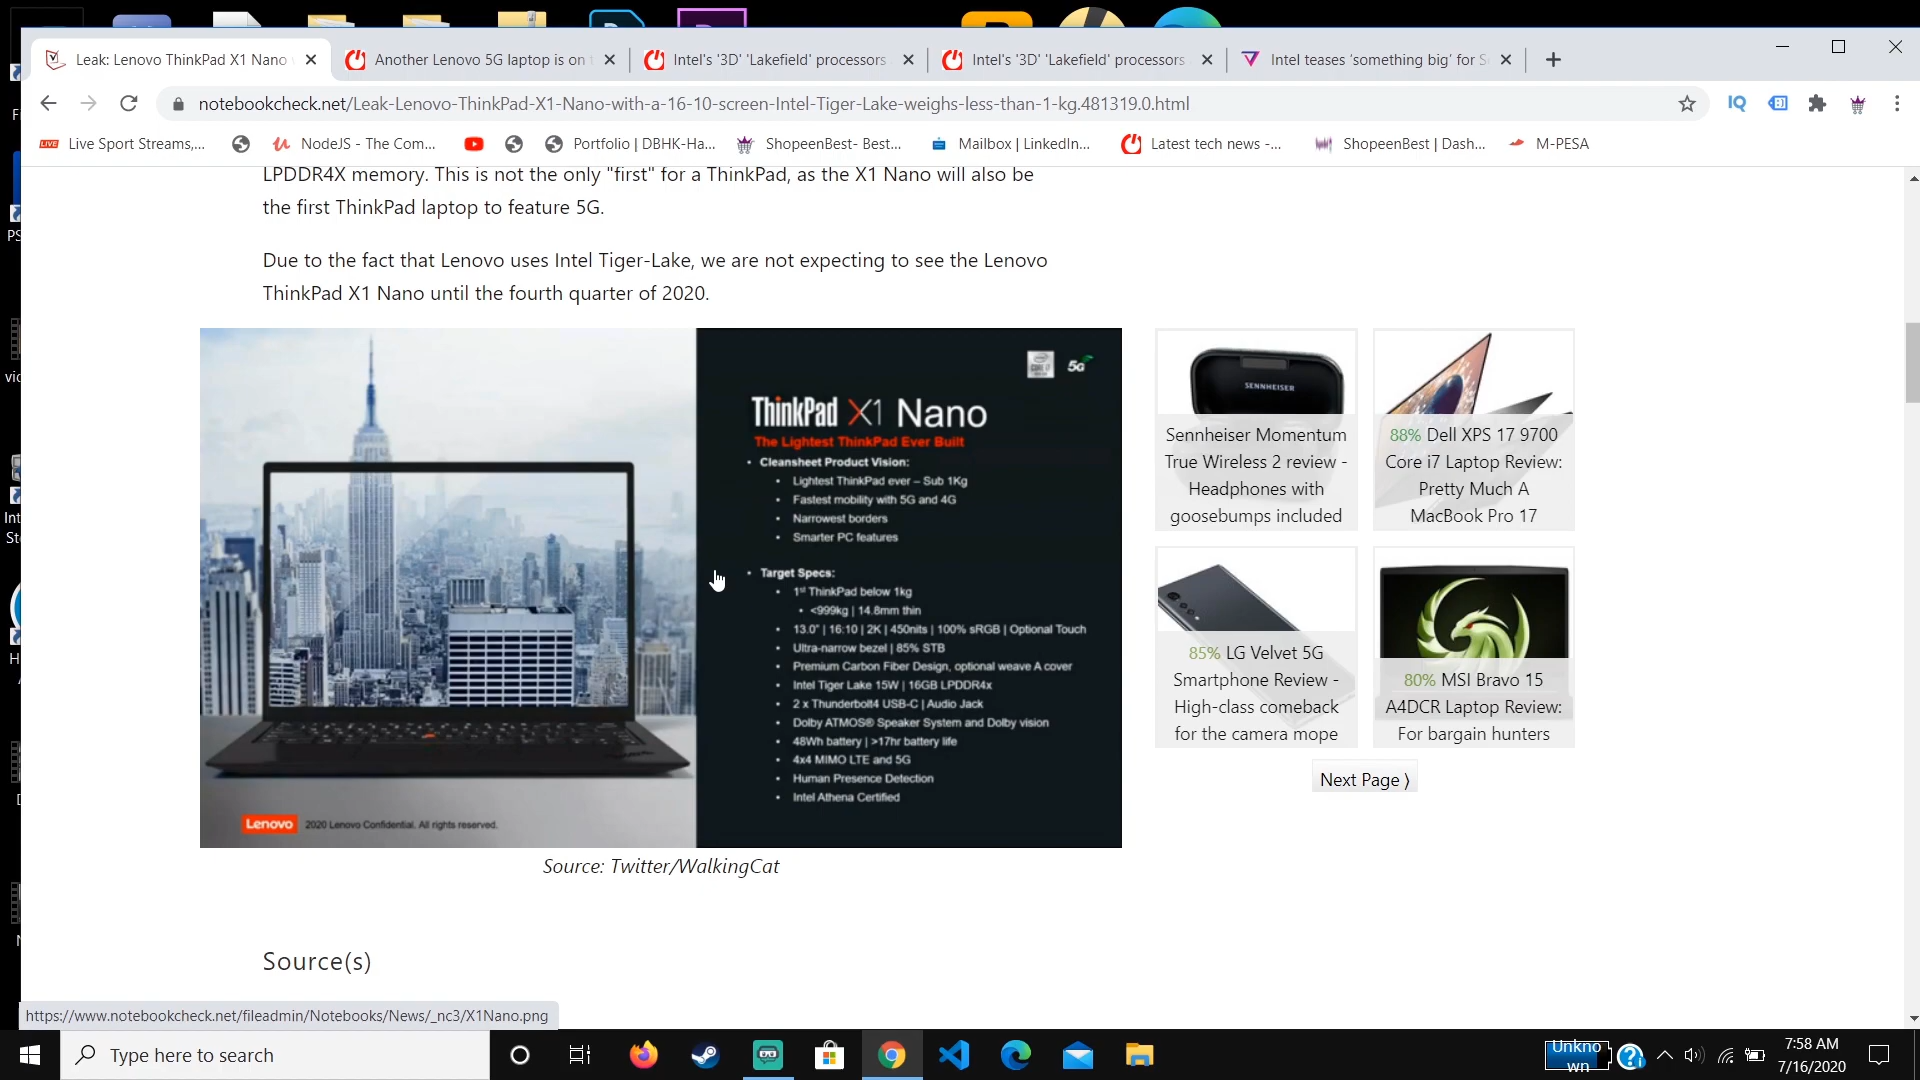 Leak: Lenovo ThinkPad X1 Nano
Another Lenovo 5G laptop is on t
Intel's '3D' 'Lakefield' processors
Intel's '3D' 'Lakefield' processors
Intel teases 'something big' for Se
notebookcheck.net/Leak-Lenovo-ThinkPad-X1-Nano-with-a-16-10-screen-Intel-Tiger-Lake-weighs-less-than-1-kg.481319.0.html
IQ
LIVE Live Sport Streams,...
NodeJS - The Com...
Portfolio | DBHK-Ha...
ShopeenBest- Best...
Mailbox | LinkedIn...
Latest tech news -...
ShopeenBest | Dash...
M-PESA
LPDDR4X memory. This is not the only "first" for a ThinkPad, as the X1 Nano will also be
the first ThinkPad laptop to feature 5G.
Due to the fact that Lenovo uses Intel Tiger-Lake, we are not expecting to see the Lenovo
ThinkPad X1 Nano until the fourth quarter of 2020.
5G
ThinkPad X1 Nano
The Lightest ThinkPad Ever Built
• Cleansheet Product Vision:
• Lightest ThinkPad ever – Sub 1Kg
• Fastest mobility with 5G and 4G
• Narrowest borders
• Smarter PC features
• Target Specs:
• 1st ThinkPad below 1kg
• <999kg | 14.8mm thin
• 13.0" | 16:10 | 2K | 450nits | 100% sRGB | Optional Touch
• Ultra-narrow bezel | 85% STB
• Premium Carbon Fiber Design, optional weave A cover
• Intel Tiger Lake 15W | 16GB LPDDR4x
• 2 x Thunderbolt4 USB-C | Audio Jack
• Dolby ATMOS® Speaker System and Dolby vision
• 48Wh battery | >17hr battery life
• 4x4 MIMO LTE and 5G
• Human Presence Detection
• Intel Athena Certified
Lenovo 2020 Lenovo Confidential. All rights reserved.
Source: Twitter/WalkingCat
SENNHEISER
Sennheiser Momentum
True Wireless 2 review -
Headphones with
goosebumps included
88% Dell XPS 17 9700
Core i7 Laptop Review:
Pretty Much A
MacBook Pro 17
85% LG Velvet 5G
Smartphone Review -
High-class comeback
for the camera mope
80% MSI Bravo 15
A4DCR Laptop Review:
For bargain hunters
Next Page ⟩
Source(s)
https://www.notebookcheck.net/fileadmin/Notebooks/News/_nc3/X1Nano.png
Type here to search
Unkno
wn
7:58 AM
7/16/2020